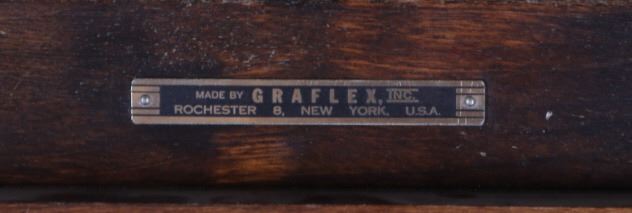 MADE BY GRAFLEX, INC.
ROCHESTER 8, NEW YORK, U.S.A.